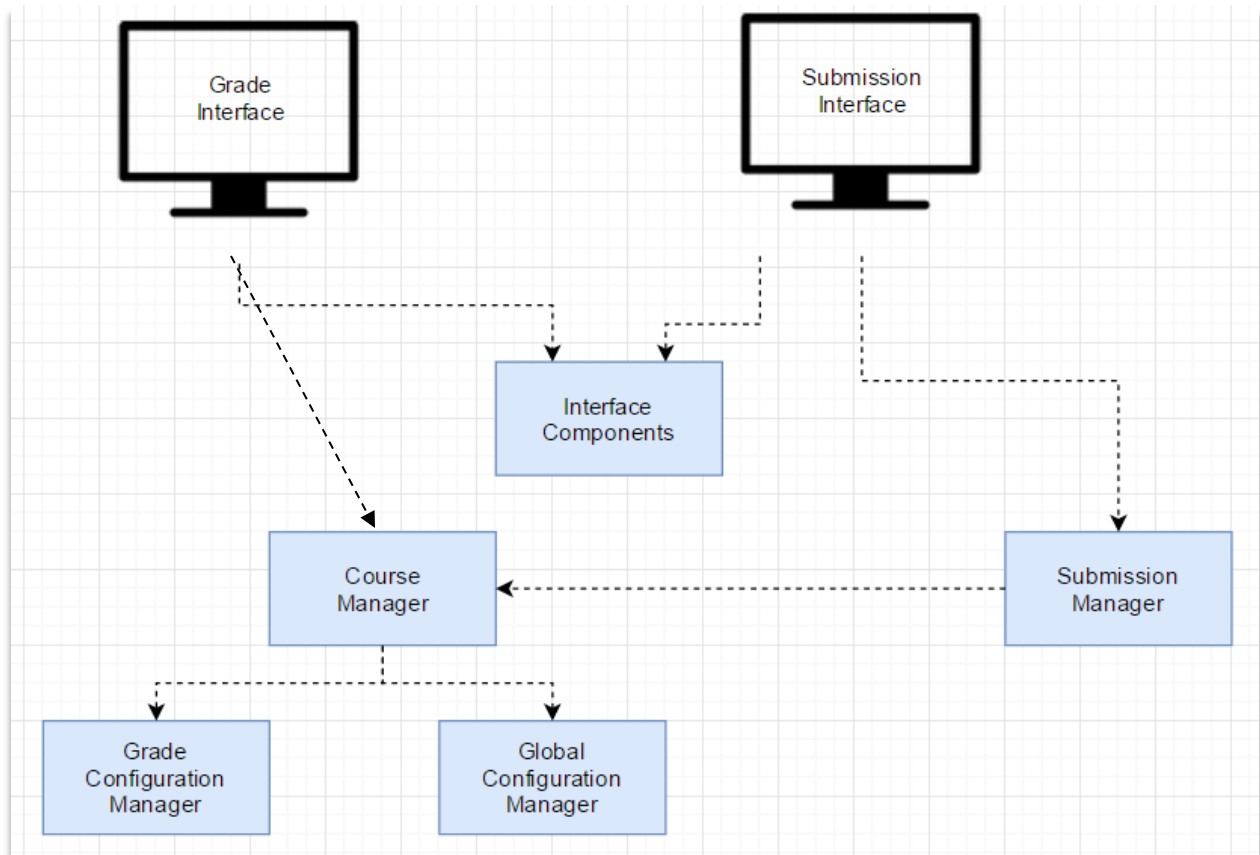 Grade
Interface
Submission
Interface
Interface
Components
Course
Manager
Submission
Manager
Grade
Configuration
Manager
Global
Configuration
Manager